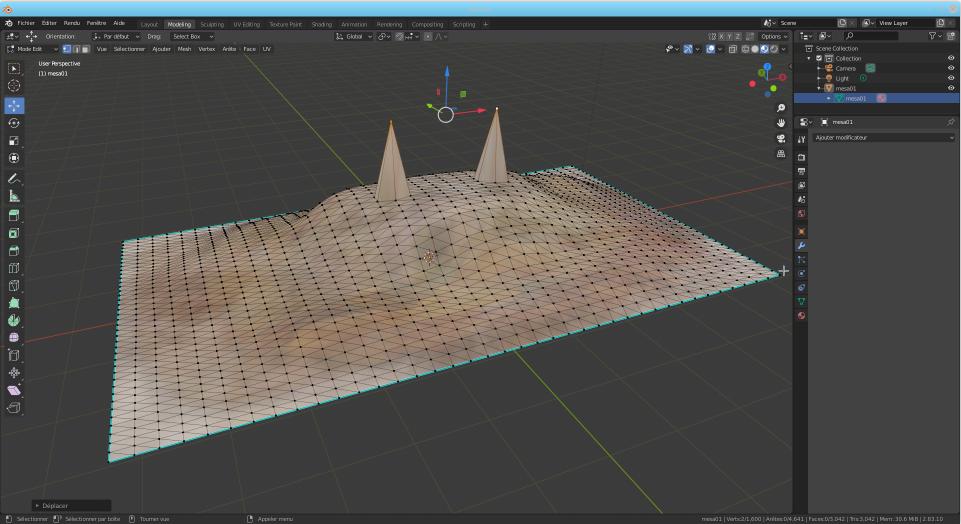 Fichier Éditer Rendu Fenêtre Aide Layout Modeling Sculpting UV Editing Texture Paint Shading Animation Rendering Compositing Scripting + Scene View Layer
Orientation: Par défaut Drag: Select Box Global X Y Z Options
Mode Edit Vue Sélectionner Ajouter Mesh Vertex Arête Face UV
User Perspective
(1) mesa01
Scene Collection
Collection
Camera
Light
mesa01
mesa01
mesa01
Ajouter modificateur
Déplacer
Sélectionner Sélectionner par boîte Tourner vue Appeler menu
mesa01 | Verts:2/1,600 | Arêtes:0/4,641 | Faces:0/3,042 | Tris:3,042 | Mem: 30.6 MiB | 2.83.10